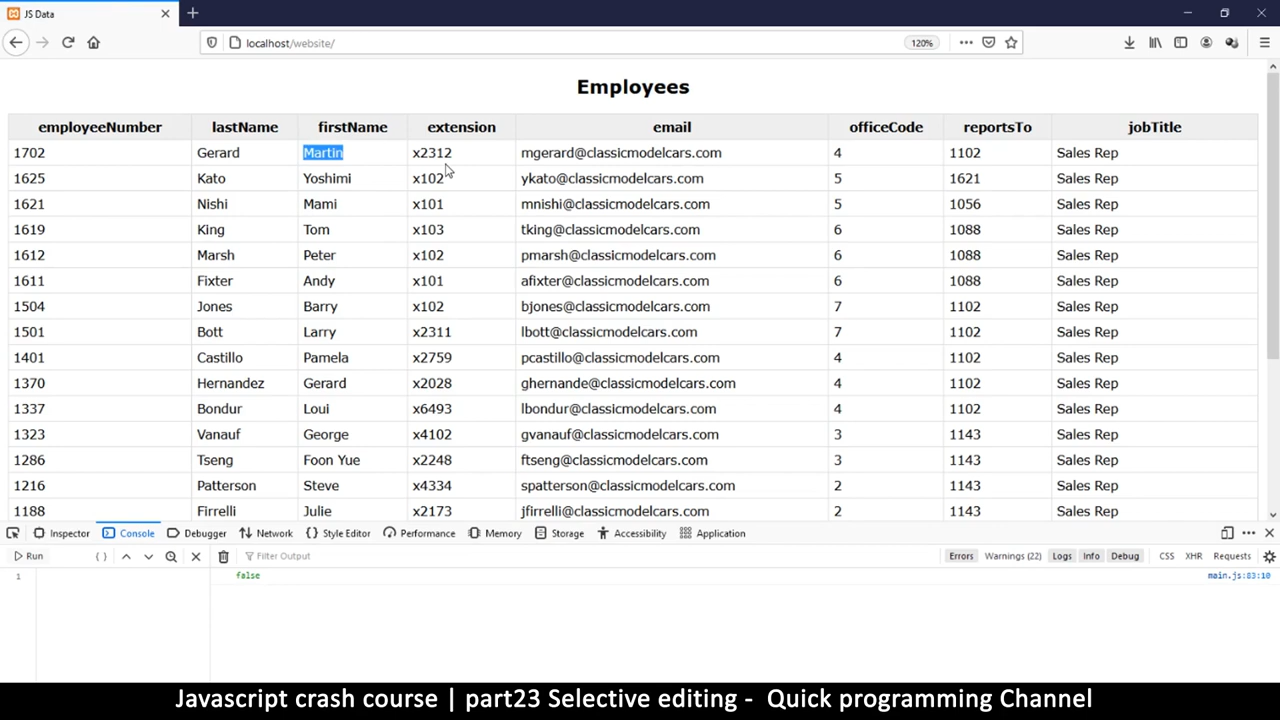 JS Data
localhost/website/
120%
Employees
employeeNumber lastName firstName extension email officeCode reportsTo jobTitle
1702 Gerard Martin x2312 mgerard@classicmodelcars.com 4 1102 Sales Rep
1625 Kato Yoshimi x102 ykato@classicmodelcars.com 5 1621 Sales Rep
1621 Nishi Mami x101 mnishi@classicmodelcars.com 5 1056 Sales Rep
1619 King Tom x103 tking@classicmodelcars.com 6 1088 Sales Rep
1612 Marsh Peter x102 pmarsh@classicmodelcars.com 6 1088 Sales Rep
1611 Fixter Andy x101 afixter@classicmodelcars.com 6 1088 Sales Rep
1504 Jones Barry x102 bjones@classicmodelcars.com 7 1102 Sales Rep
1501 Bott Larry x2311 lbott@classicmodelcars.com 7 1102 Sales Rep
1401 Castillo Pamela x2759 pcastillo@classicmodelcars.com 4 1102 Sales Rep
1370 Hernandez Gerard x2028 ghernande@classicmodelcars.com 4 1102 Sales Rep
1337 Bondur Loui x6493 lbondur@classicmodelcars.com 4 1102 Sales Rep
1323 Vanauf George x4102 gvanauf@classicmodelcars.com 3 1143 Sales Rep
1286 Tseng Foon Yue x2248 ftseng@classicmodelcars.com 3 1143 Sales Rep
1216 Patterson Steve x4334 spatterson@classicmodelcars.com 2 1143 Sales Rep
1188 Firrelli Julie x2173 jfirrelli@classicmodelcars.com 2 1143 Sales Rep
Inspector Console Debugger Network {} Style Editor Performance Memory Storage Accessibility Application
Run {} Filter Output Errors Warnings (22) Logs Info Debug CSS XHR Requests
1 false main.js:83:10
Javascript crash course | part23 Selective editing - Quick programming Channel